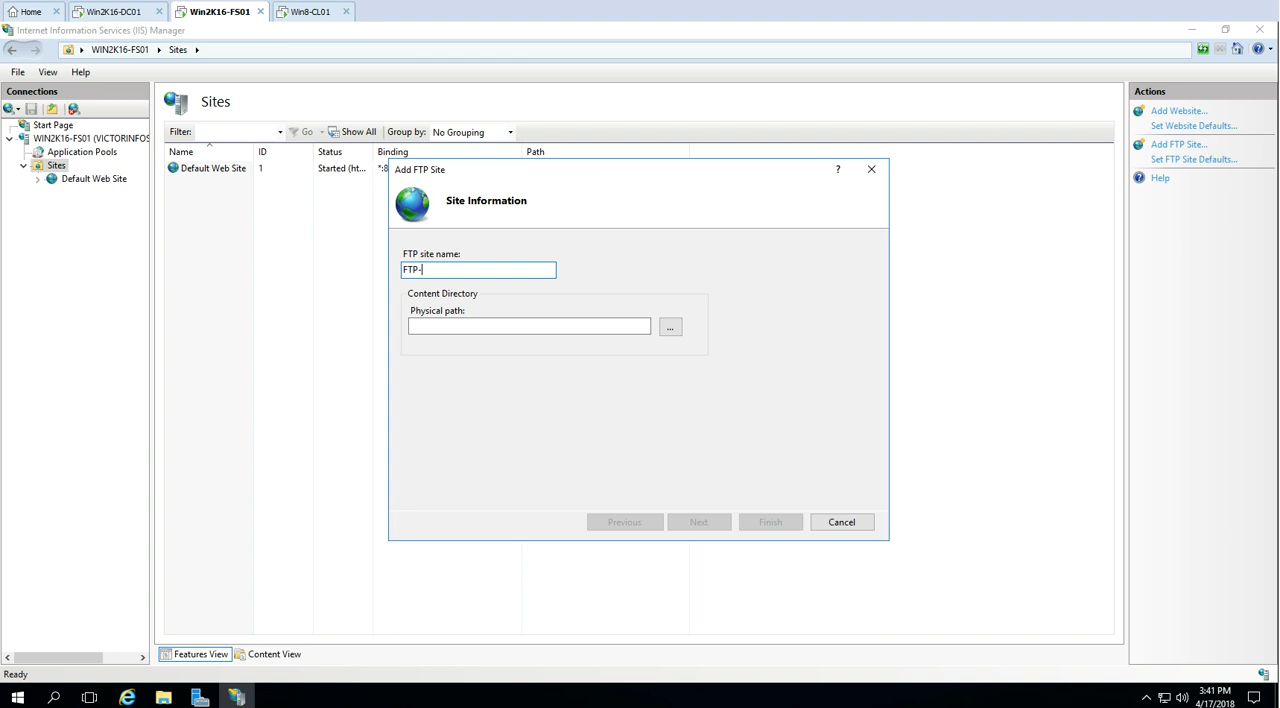 Home
Win2K16-DC01
Win2K16-FS01
Win8-CL01
Internet Information Services (IIS) Manager
WIN2K16-FS01
Sites
File View Help
Connections
Start Page
WIN2K16-FS01 (VICTORINFOS
Application Pools
Sites
Default Web Site
Sites
Filter:
Go
Show All
Group by:
No Grouping
Name ID Status Binding Path
Default Web Site 1 Started (ht... *:8
Add FTP Site
?
Site Information
FTP site name:
FTP-
Content Directory
Physical path:
...
Previous Next Finish Cancel
Features View
Content View
Actions
Add Website...
Set Website Defaults...
Add FTP Site...
Set FTP Site Defaults...
Help
Ready
3:41 PM
4/17/2018